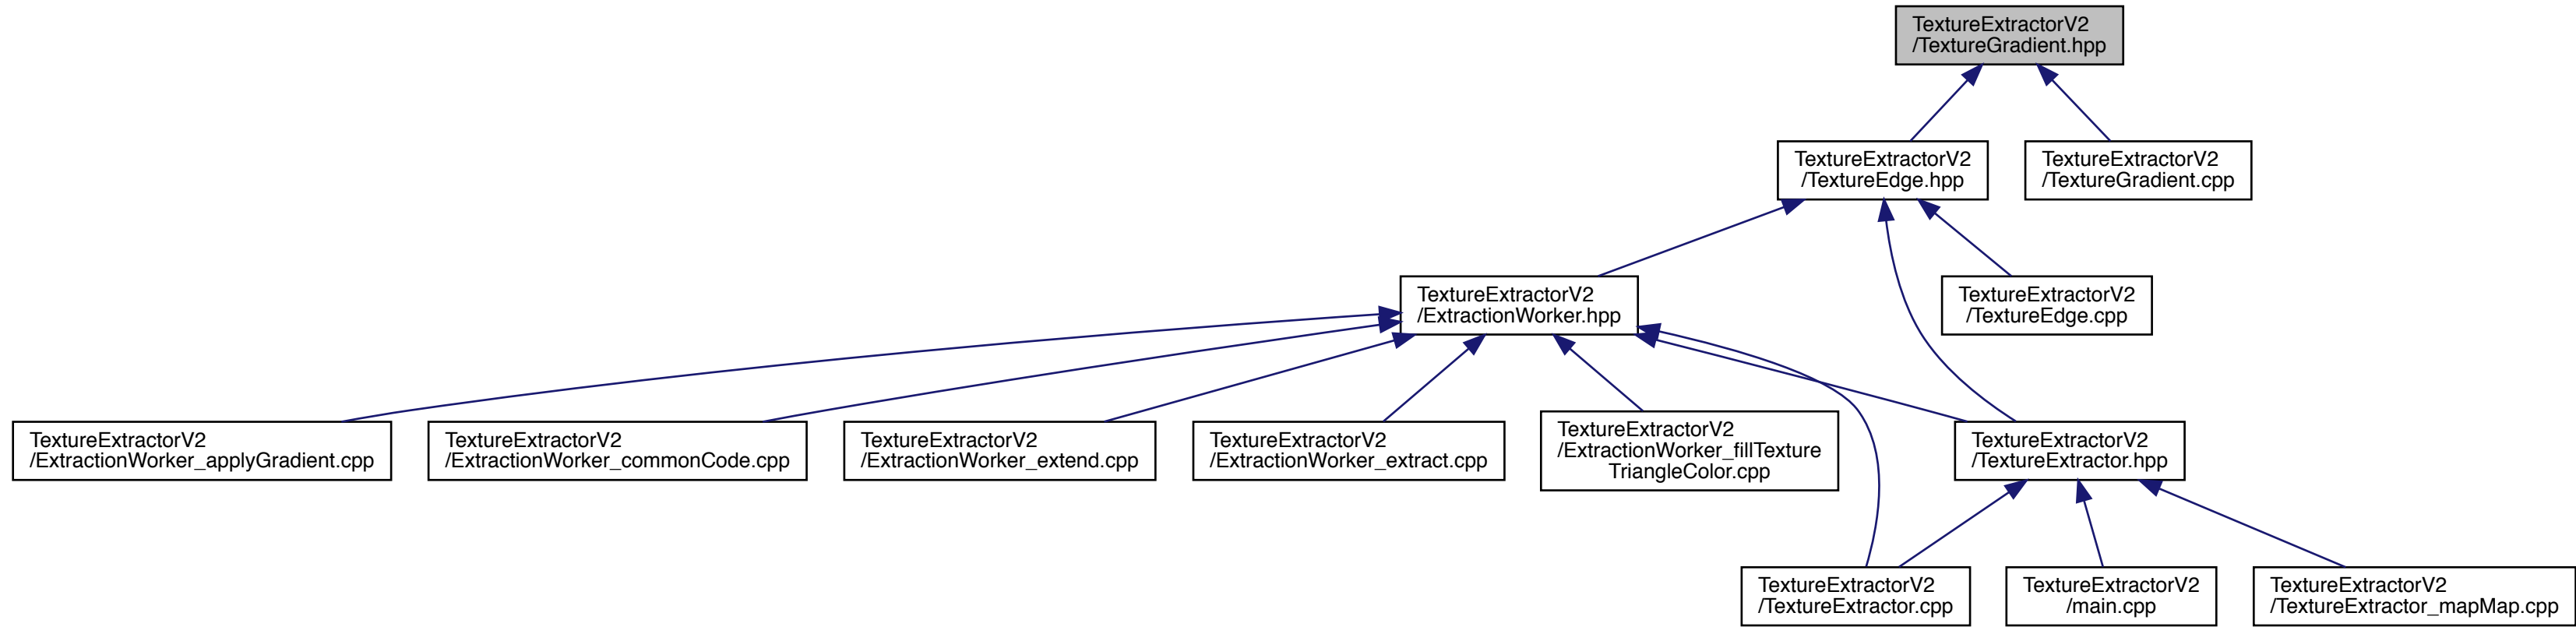 TextureExtractorV2
/TextureGradient.hpp
TextureExtractorV2
/TextureEdge.hpp
TextureExtractorV2
/TextureGradient.cpp
TextureExtractorV2
/ExtractionWorker.hpp
TextureExtractorV2
/TextureEdge.cpp
TextureExtractorV2
/ExtractionWorker_applyGradient.cpp
TextureExtractorV2
/ExtractionWorker_commonCode.cpp
TextureExtractorV2
/ExtractionWorker_extend.cpp
TextureExtractorV2
/ExtractionWorker_extract.cpp
TextureExtractorV2
/ExtractionWorker_fillTexture
TriangleColor.cpp
TextureExtractorV2
/TextureExtractor.hpp
TextureExtractorV2
/TextureExtractor.cpp
TextureExtractorV2
/main.cpp
TextureExtractorV2
/TextureExtractor_mapMap.cpp